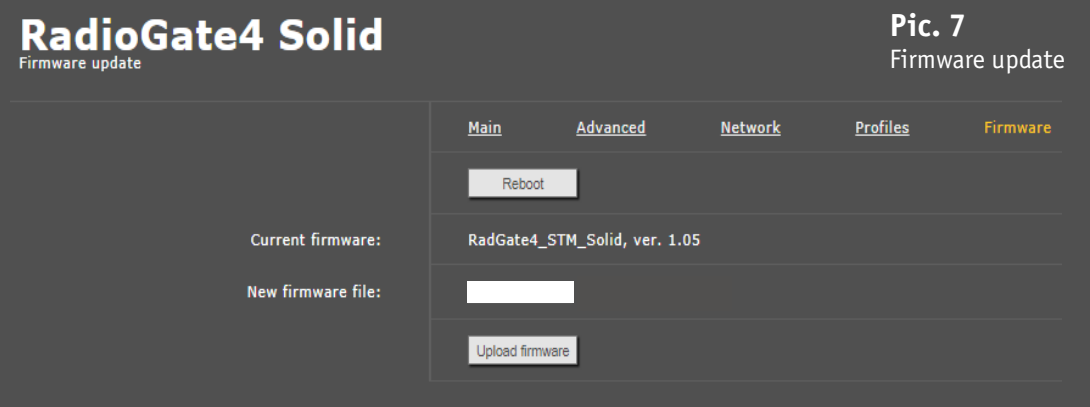 RadioGate4 Solid
Firmware update
Pic. 7
Firmware update
Main Advanced Network Profiles Firmware
Reboot
Current firmware: RadGate4_STM_Solid, ver. 1.05
New firmware file:
Upload firmware